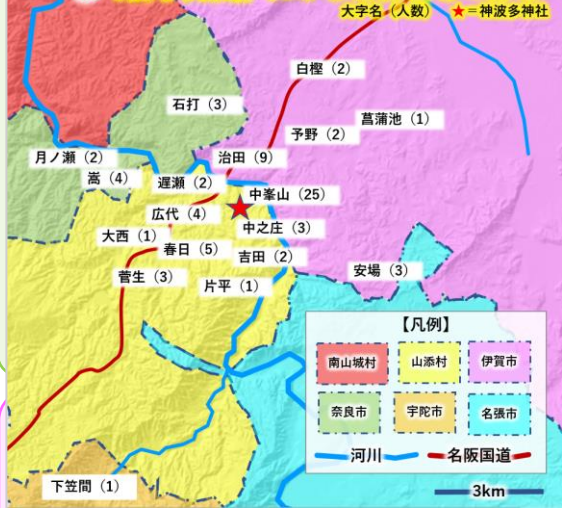 大字名（人数） ★＝神波多神社
白樫（2）
石打（3）
菖蒲池（1）
予野（2）
月ノ瀬（2）
治田（9）
嵩（4）
遅瀬（2）
中峯山（25）
広代（4）
中之庄（3）
大西（1）
春日（5）
吉田（2）
菅生（3）
安場（3）
片平（1）
【凡例】
南山城村 山添村 伊賀市
奈良市 宇陀市 名張市
河川 名阪国道
下笠間（1）
3km